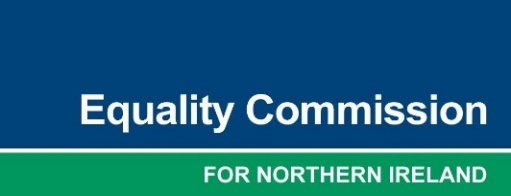 Equality Commission
FOR NORTHERN IRELAND